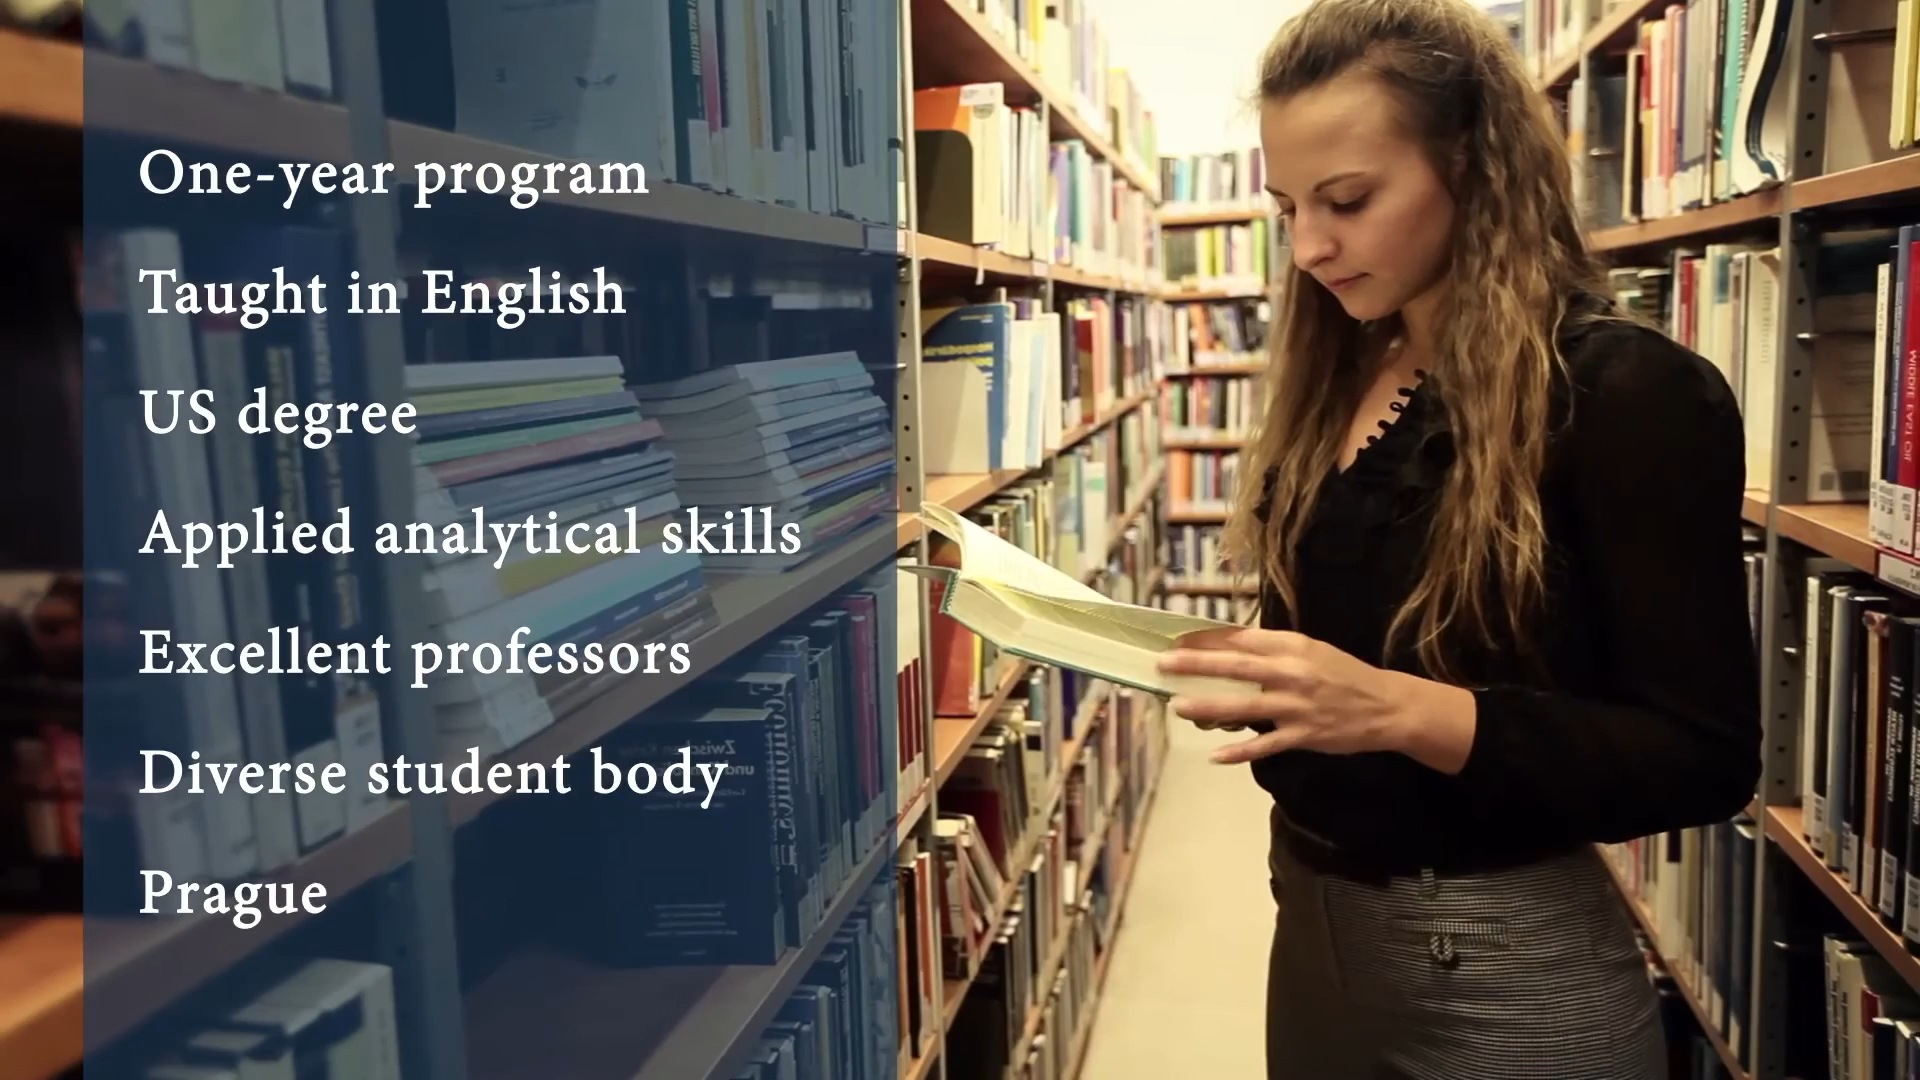 One-year program
Taught in English
US degree
Applied analytical skills
Excellent professors
Diverse student body
Prague